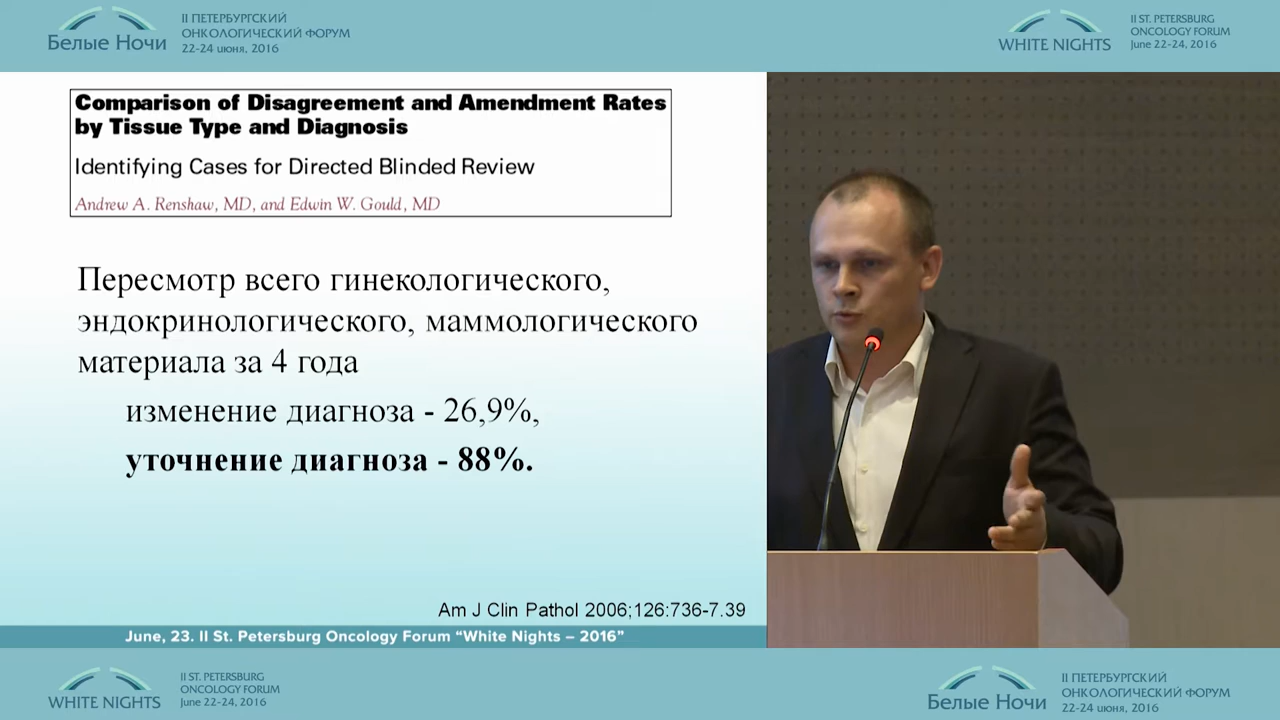 Белые Ночи
II ПЕТЕРБУРГСКИЙ
ОНКОЛОГИЧЕСКИЙ ФОРУМ
22-24 июня, 2016
WHITE NIGHTS
II ST. PETERSBURG
ONCOLOGY FORUM
June 22-24, 2016
Comparison of Disagreement and Amendment Rates
by Tissue Type and Diagnosis
Identifying Cases for Directed Blinded Review
Andrew A. Renshaw, MD, and Edwin W. Gould, MD
Пересмотр всего гинекологического,
эндокринологического, маммологического
материала за 4 года
изменение диагноза - 26,9%,
уточнение диагноза - 88%.
Am J Clin Pathol 2006;126:736-7.39
June, 23. II St. Petersburg Oncology Forum “White Nights – 2016”
WHITE NIGHTS
II ST. PETERSBURG
ONCOLOGY FORUM
June 22-24, 2016
Белые Ночи
II ПЕТЕРБУРГСКИЙ
ОНКОЛОГИЧЕСКИЙ ФОРУМ
22-24 июня, 2016